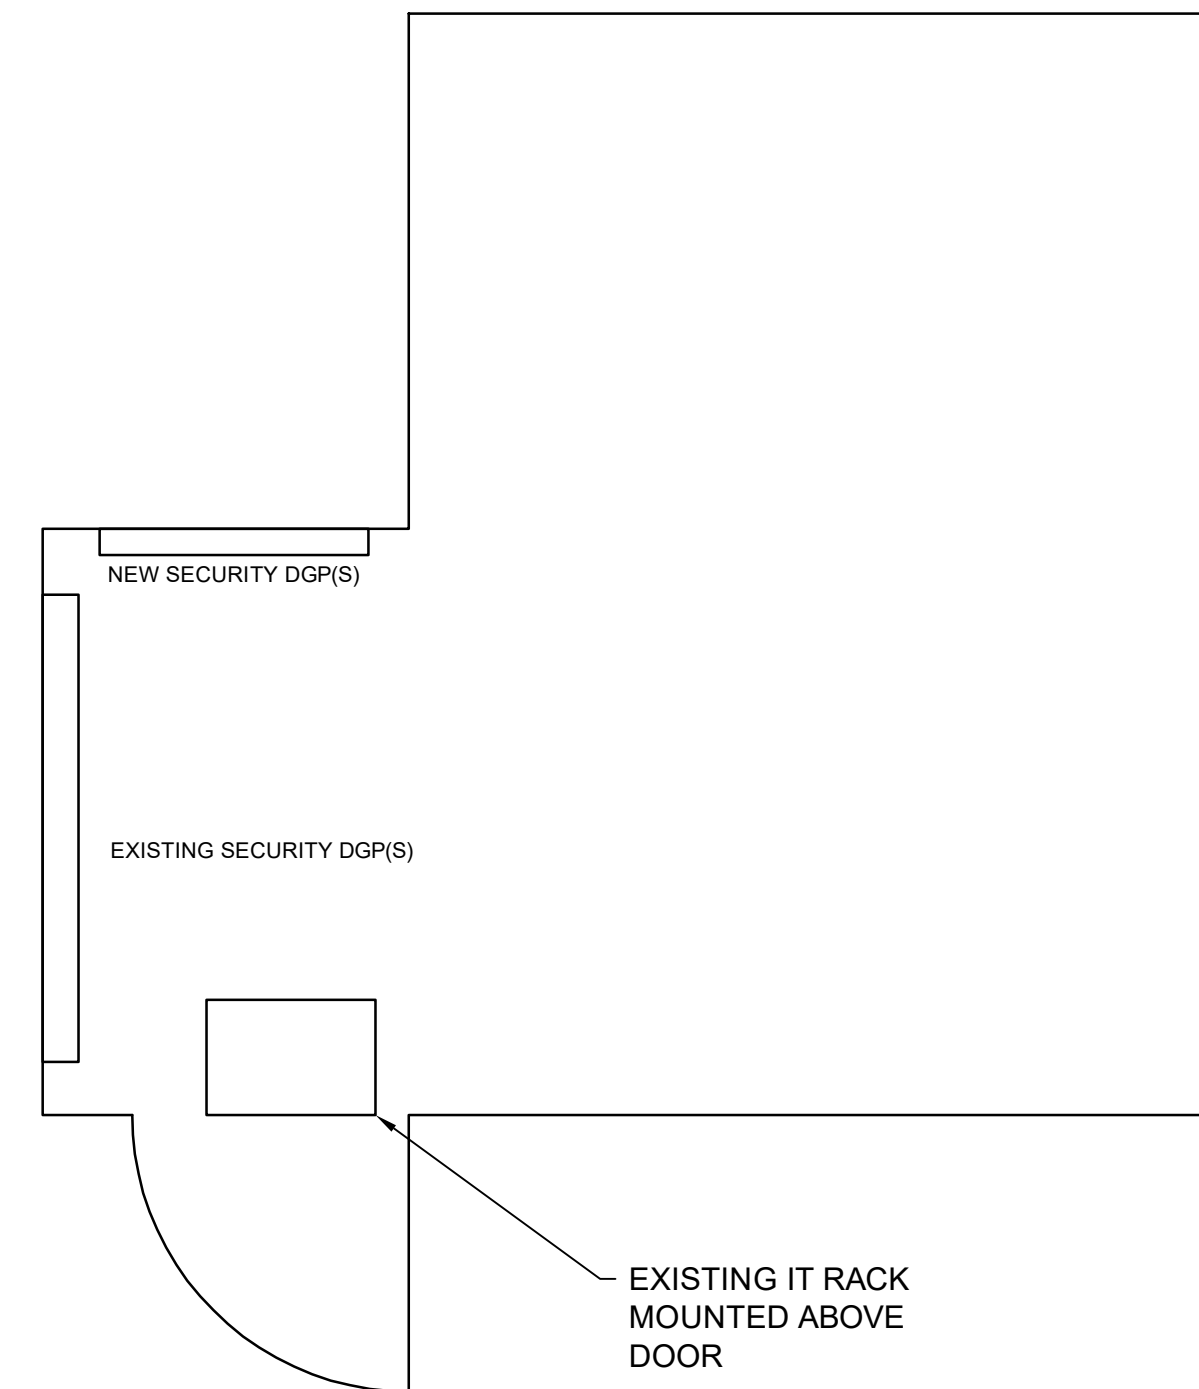 NEW SECURITY DGP(S)
EXISTING SECURITY DGP(S)
EXISTING IT RACK
MOUNTED ABOVE
DOOR